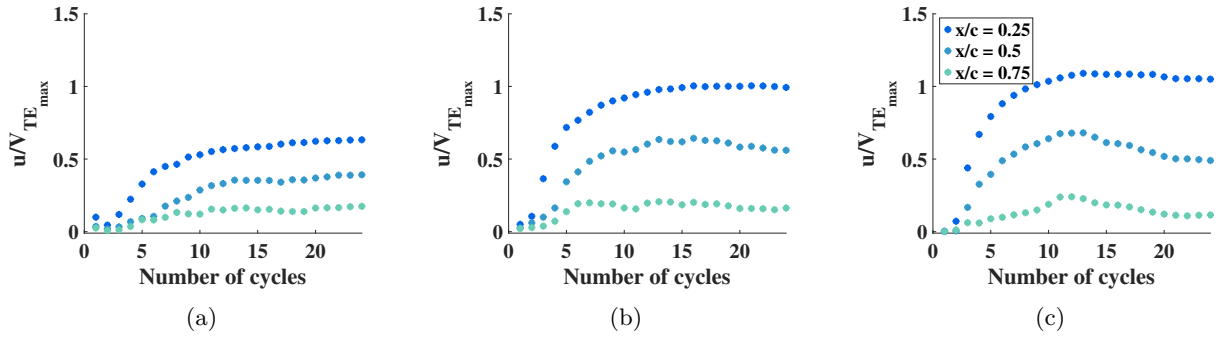 1.5
1
0.5
0
u/V_TE_max
0 5 10 15 20
Number of cycles
(a)
1.5
1
0.5
0
u/V_TE_max
0 5 10 15 20
Number of cycles
(b)
1.5
1
0.5
0
u/V_TE_max
x/c = 0.25
x/c = 0.5
x/c = 0.75
0 5 10 15 20
Number of cycles
(c)